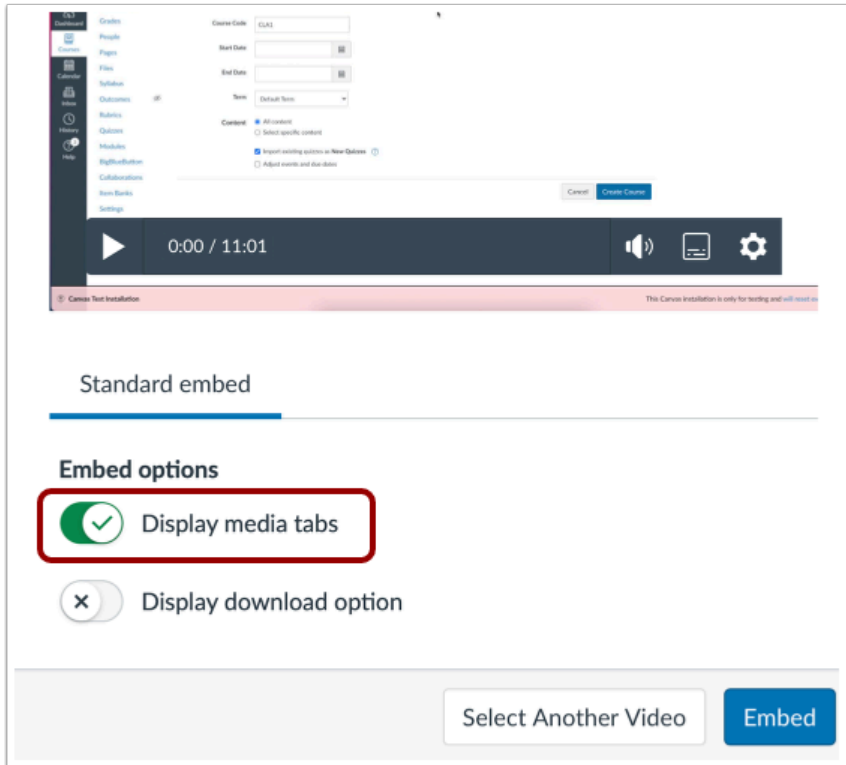 Dashboard
Courses
Calendar
Inbox
History
Help
Grades
People
Pages
Files
Syllabus
Outcomes
Rubrics
Quizzes
Modules
BigBlueButton
Collaborations
Item Banks
Settings
Course Code
Start Date
End Date
Term Default Term
Content All content
Select specific content
Import existing quizzes as New Quizzes
Adjust events and due dates
Cancel Create Course
0:00 / 11:01
Canvas Test Installation This Canvas installation is only for testing and will reset
Standard embed
Embed options
Display media tabs
Display download option
Select Another Video Embed